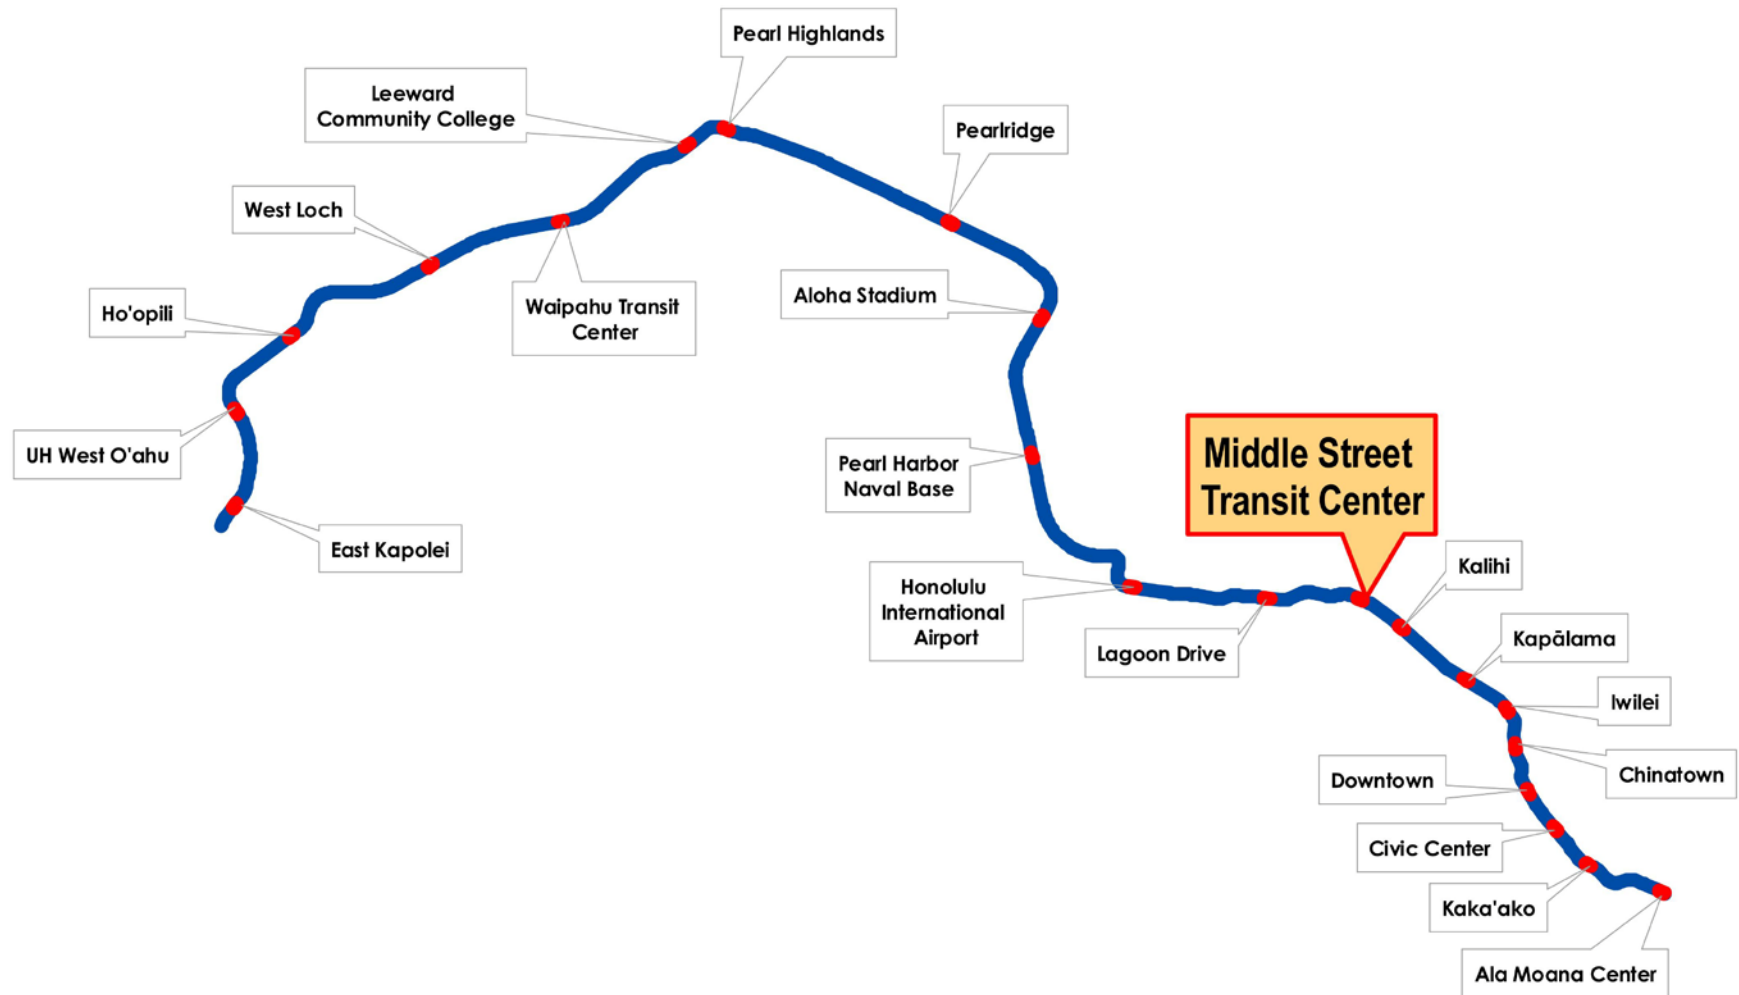 Pearl Highlands
Leeward
Community College
Pearlridge
West Loch
Aloha Stadium
Ho'opili
Waipahu Transit
Center
UH West O'ahu
Pearl Harbor
Naval Base
Middle Street
Transit Center
East Kapolei
Kalihi
Honolulu
International
Airport
Lagoon Drive
Kapālama
Iwilei
Chinatown
Downtown
Civic Center
Kaka'ako
Ala Moana Center